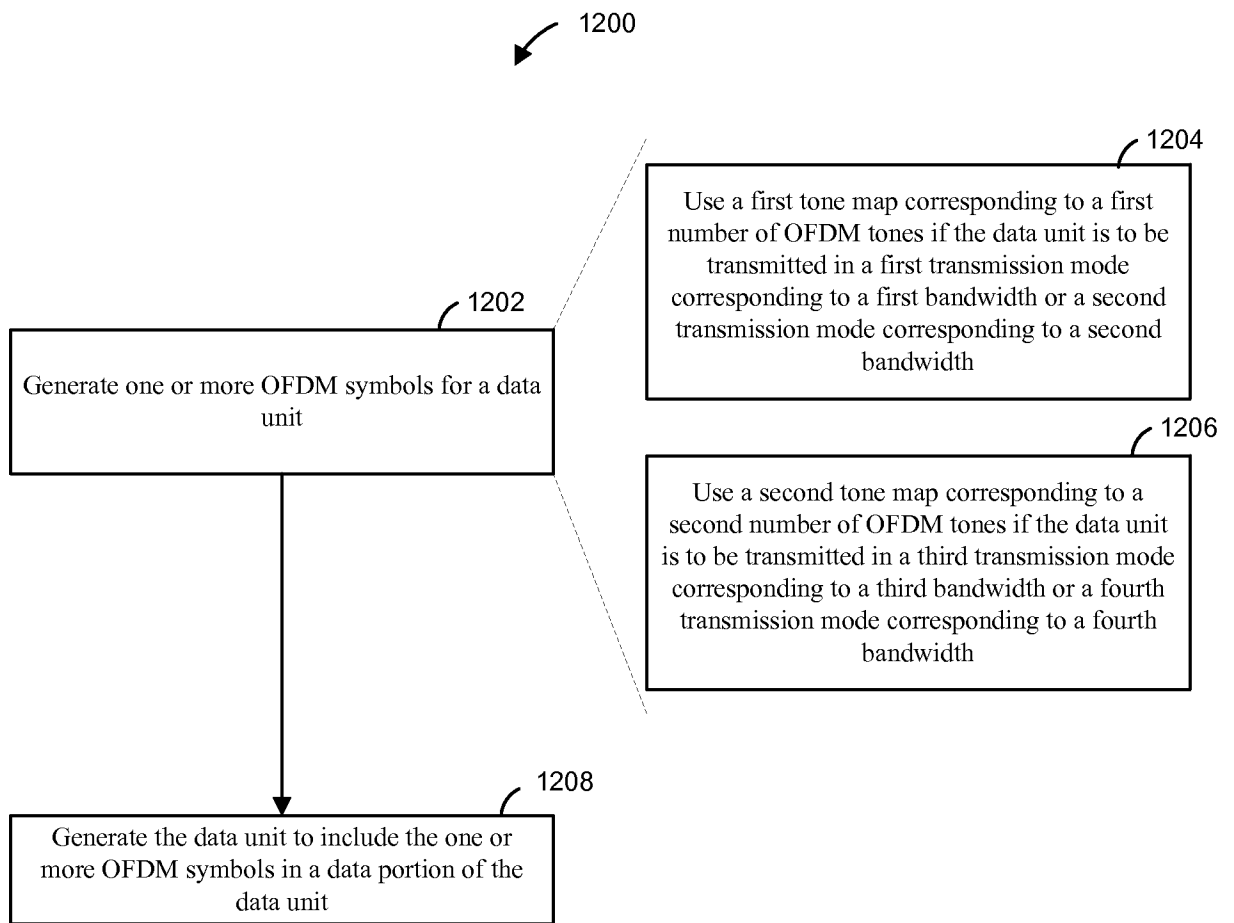 1200
1202
Generate one or more OFDM symbols for a data
unit
1204
Use a first tone map corresponding to a first
number of OFDM tones if the data unit is to be
transmitted in a first transmission mode
corresponding to a first bandwidth or a second
transmission mode corresponding to a second
bandwidth
1206
Use a second tone map corresponding to a
second number of OFDM tones if the data unit
is to be transmitted in a third transmission mode
corresponding to a third bandwidth or a fourth
transmission mode corresponding to a fourth
bandwidth
1208
Generate the data unit to include the one or
more OFDM symbols in a data portion of the
data unit